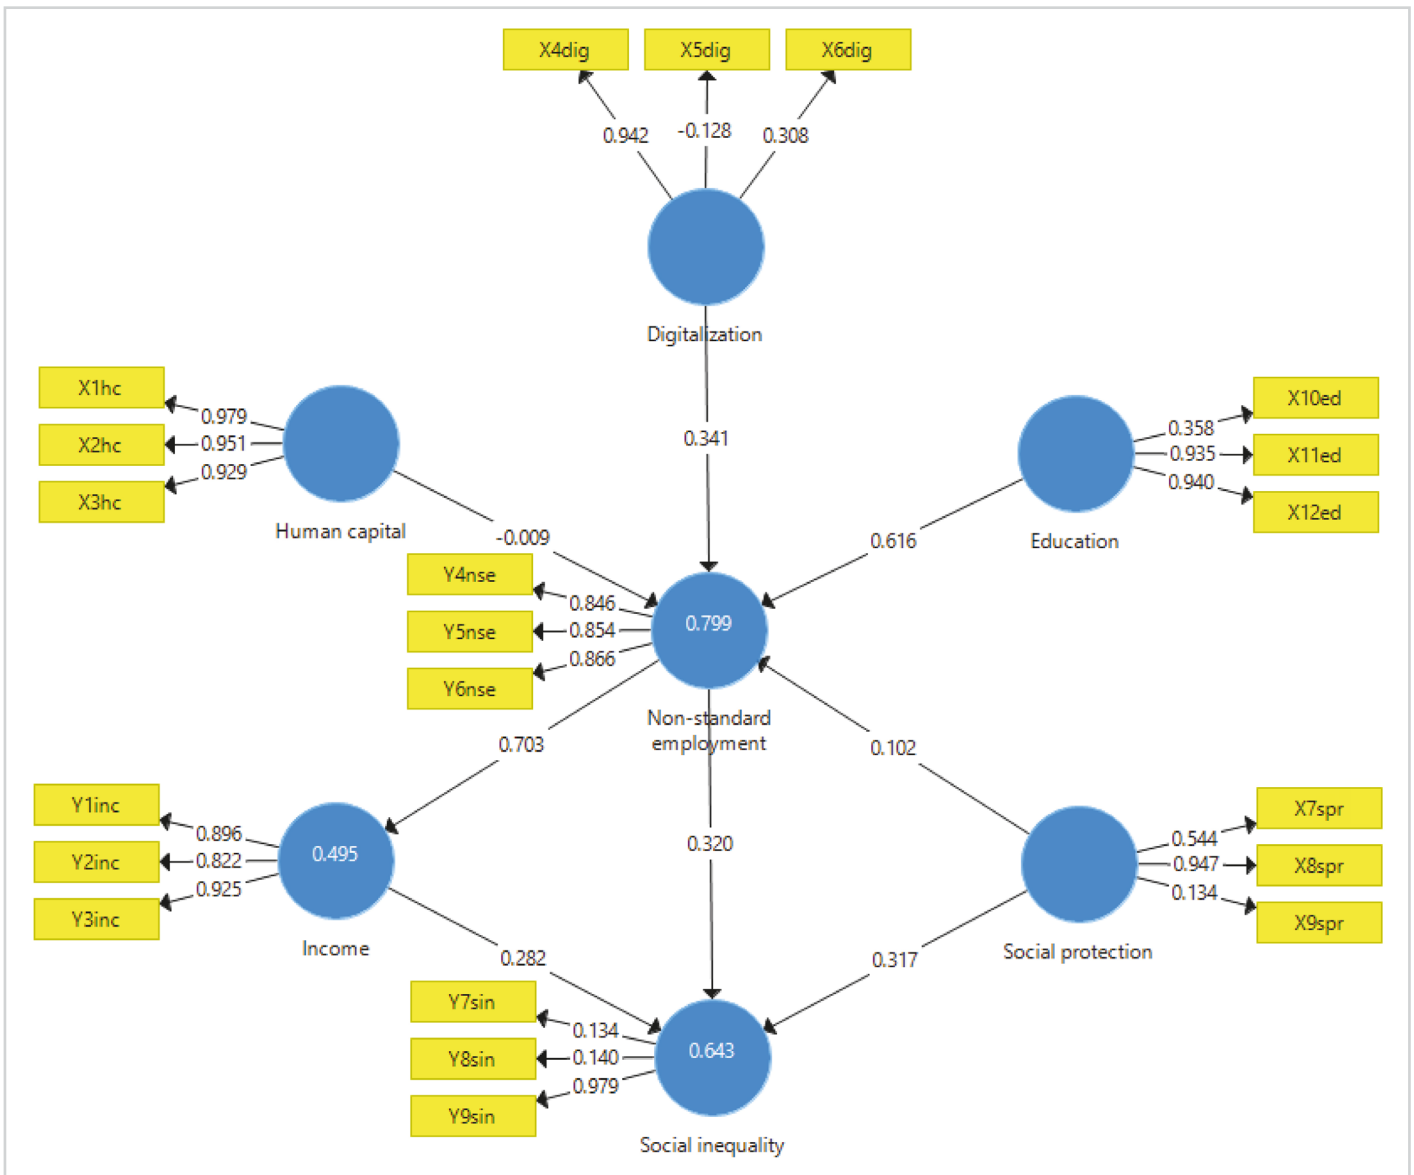 X4dig
X5dig
X6dig
0.942
-0.128
0.308
Digitalization
0.341
X1hc
X2hc
X3hc
0.979
0.951
0.929
Human capital
-0.009
X10ed
X11ed
X12ed
0.358
0.935
0.940
Education
0.616
Y4nse
Y5nse
Y6nse
0.846
0.854
0.866
0.799
Non-standard
employment
0.703
0.320
0.102
Y1inc
Y2inc
Y3inc
0.896
0.822
0.925
0.495
Income
0.282
X7spr
X8spr
X9spr
0.544
0.947
0.134
Social protection
0.317
Y7sin
Y8sin
Y9sin
0.134
0.140
0.979
0.643
Social inequality